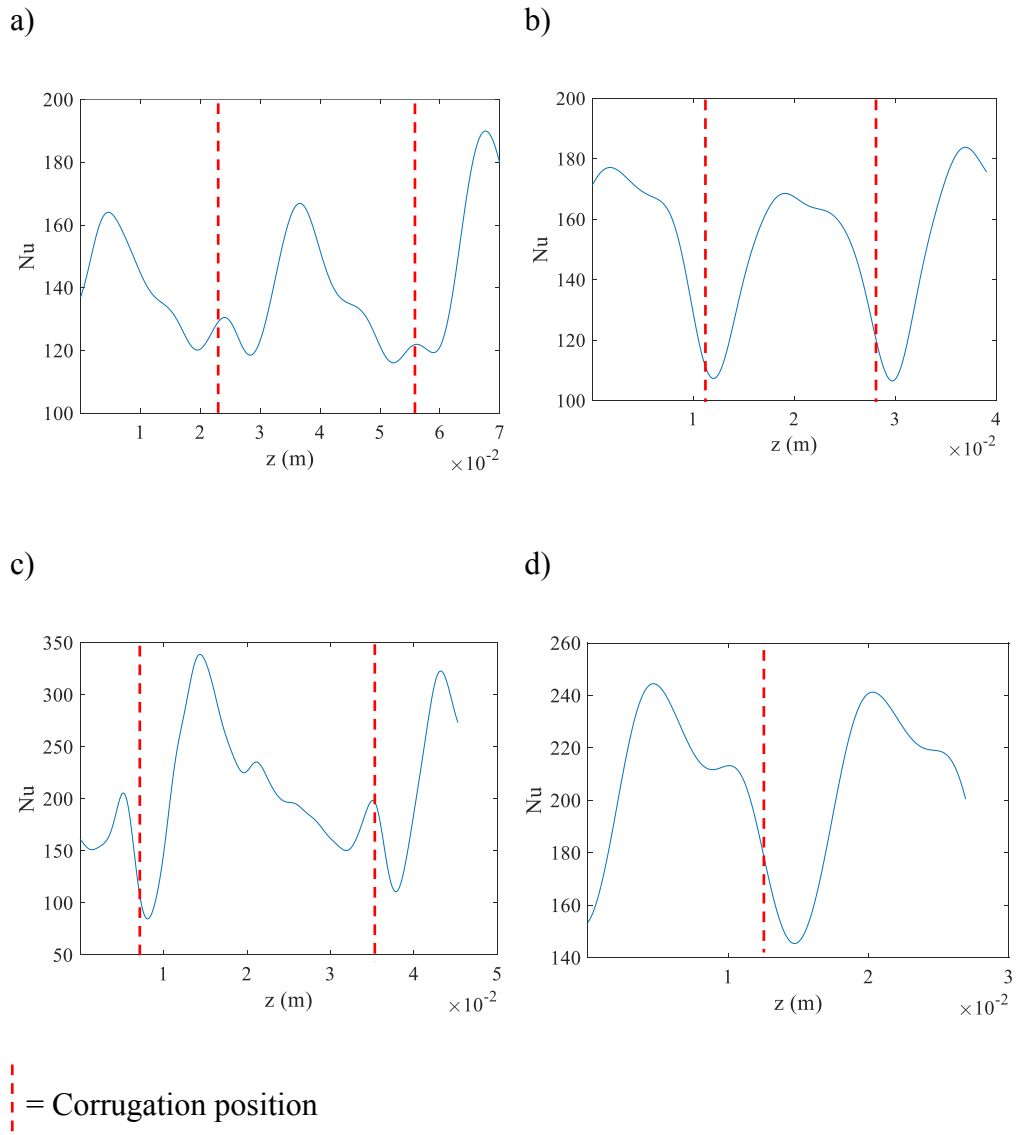 a)
b)
200
180
160
140
120
100
Nu
1 2 3 4 5 6 7
z (m)
×10-2
200
180
160
140
120
100
Nu
1 2 3 4
z (m)
×10-2
c)
d)
350
300
250
200
150
100
50
Nu
1 2 3 4 5
z (m)
×10-2
260
240
220
200
180
160
140
Nu
1 2 3
z (m)
×10-2
= Corrugation position